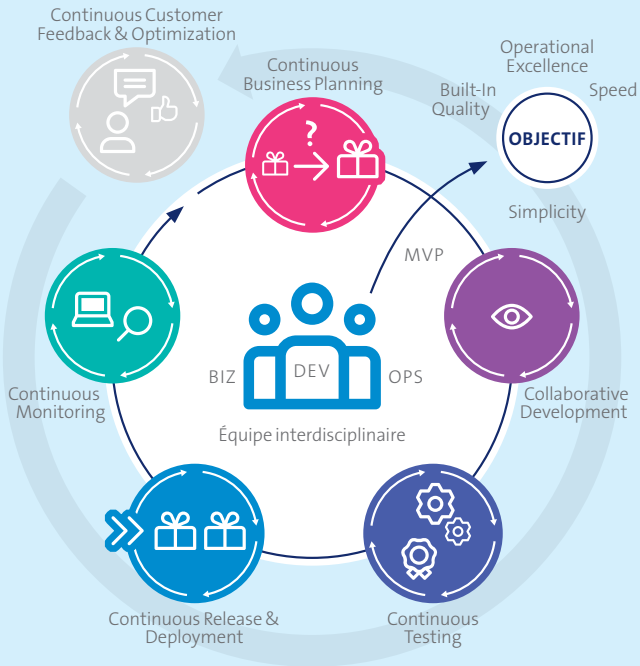 Continuous Customer
Feedback & Optimization
Continuous
Business Planning
?
Operational
Excellence
Built-In
Quality
Speed
OBJECTIF
Simplicity
MVP
BIZ
DEV
OPS
Équipe interdisciplinaire
Continuous
Monitoring
Collaborative
Development
Continuous Release &
Deployment
Continuous
Testing